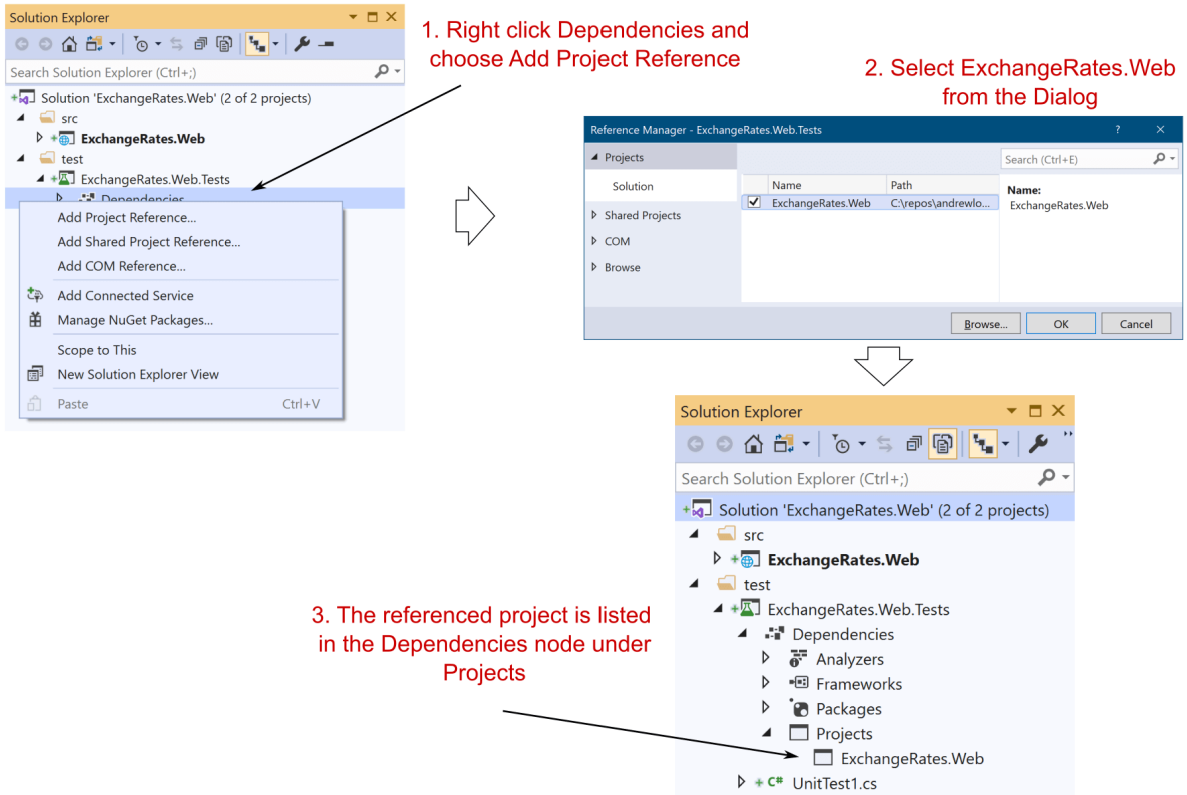 Solution Explorer
Search Solution Explorer (Ctrl+;)
Solution 'ExchangeRates.Web' (2 of 2 projects)
src
ExchangeRates.Web
test
ExchangeRates.Web.Tests
Dependencies
Add Project Reference...
Add Shared Project Reference...
Add COM Reference...
Add Connected Service
Manage NuGet Packages...
Scope to This
New Solution Explorer View
Paste Ctrl+V
1. Right click Dependencies and
choose Add Project Reference
2. Select ExchangeRates.Web
from the Dialog
Reference Manager - ExchangeRates.Web.Tests ?
Projects
Solution
Shared Projects
COM
Browse
Name Path
ExchangeRates.Web C:\repos\andrewlo...
Search (Ctrl+E)
Name:
ExchangeRates.Web
Browse... OK Cancel
3. The referenced project is listed
in the Dependencies node under
Projects
Solution Explorer
Search Solution Explorer (Ctrl+;)
Solution 'ExchangeRates.Web' (2 of 2 projects)
src
ExchangeRates.Web
test
ExchangeRates.Web.Tests
Dependencies
Analyzers
Frameworks
Packages
Projects
ExchangeRates.Web
C# UnitTest1.cs